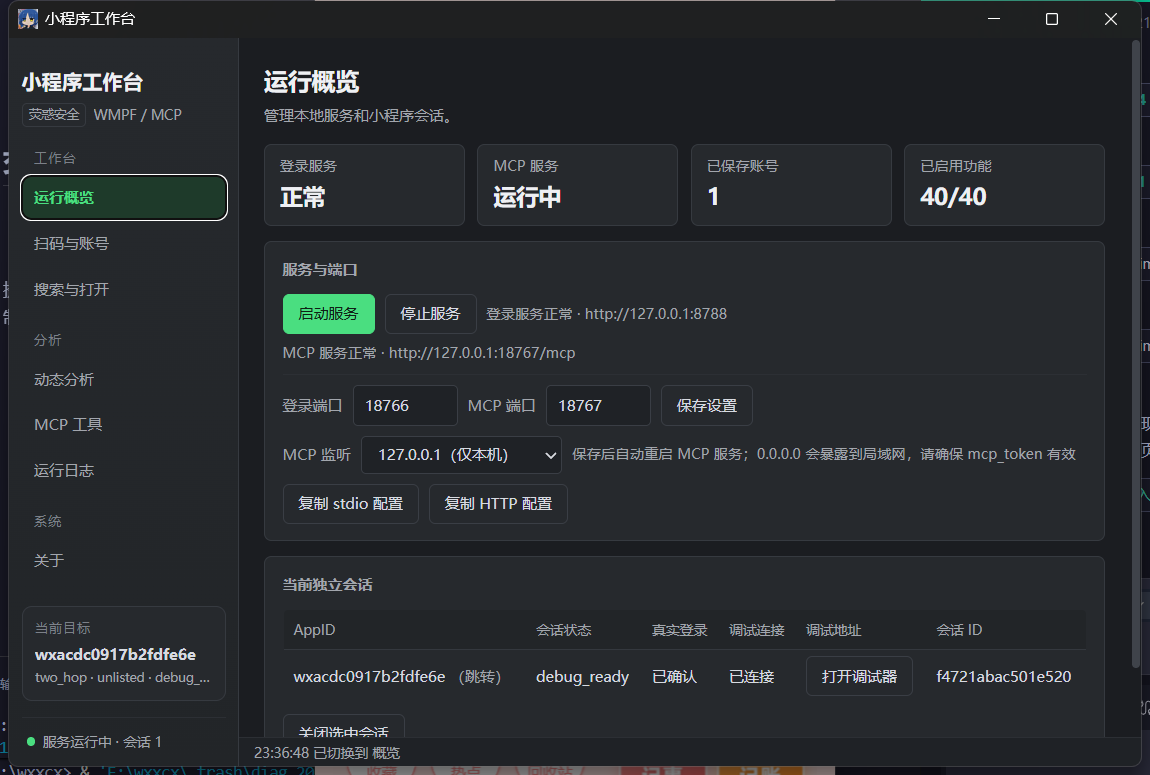 小程序工作台
小程序工作台
荧惑安全 WMPF / MCP
工作台
运行概览
扫码与账号
搜索与打开
分析
动态分析
MCP 工具
运行日志
系统
关于
当前目标
wxacdc0917b2fdfe6e
two_hop · unlisted · debug_...
服务运行中 · 会话 1
运行概览
管理本地服务和小程序会话。
登录服务
正常
MCP 服务
运行中
已保存账号
1
已启用功能
40/40
服务与端口
启动服务 停止服务 登录服务正常 · http://127.0.0.1:8788
MCP 服务正常 · http://127.0.0.1:18767/mcp
登录端口 18766 MCP 端口 18767 保存设置
MCP 监听 127.0.0.1（仅本机） 保存后自动重启 MCP 服务；0.0.0.0 会暴露到局域网，请确保 mcp_token 有效
复制 stdio 配置 复制 HTTP 配置
当前独立会话
AppID 会话状态 真实登录 调试连接 调试地址 会话 ID
wxacdc0917b2fdfe6e （跳转） debug_ready 已确认 已连接 打开调试器 f4721abac501e520
关闭选中会话
23:36:48 已切换到 概览